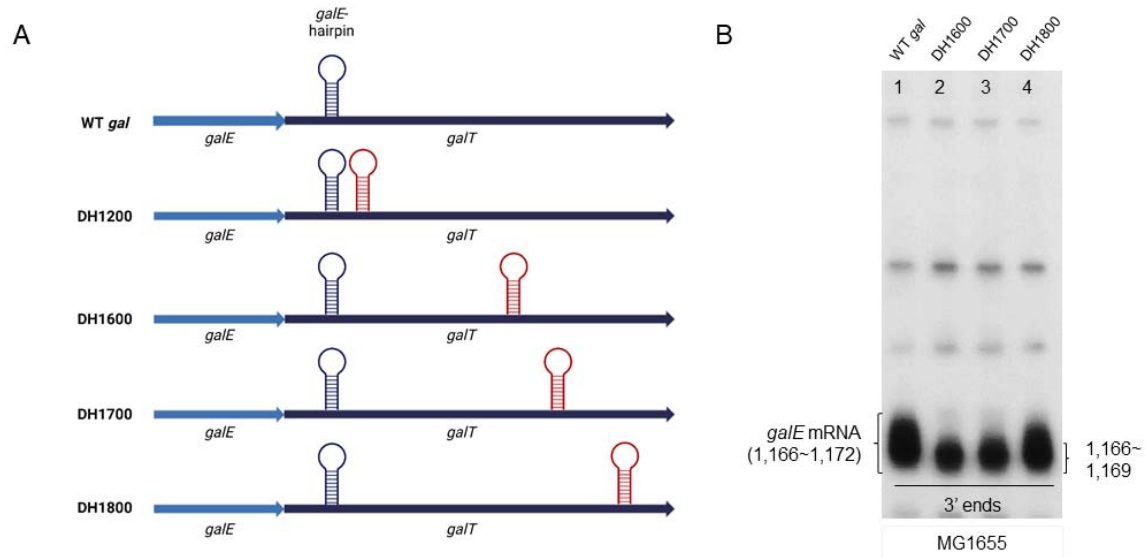 A
galE-
hairpin
WT gal
galE
galT
DH1200
galE
galT
DH1600
galE
galT
DH1700
galE
galT
DH1800
galE
galT
B
WT gal
DH1600
DH1700
DH1800
1 2 3 4
galE mRNA
(1,166~1,172)
1,166~
1,169
3' ends
MG1655